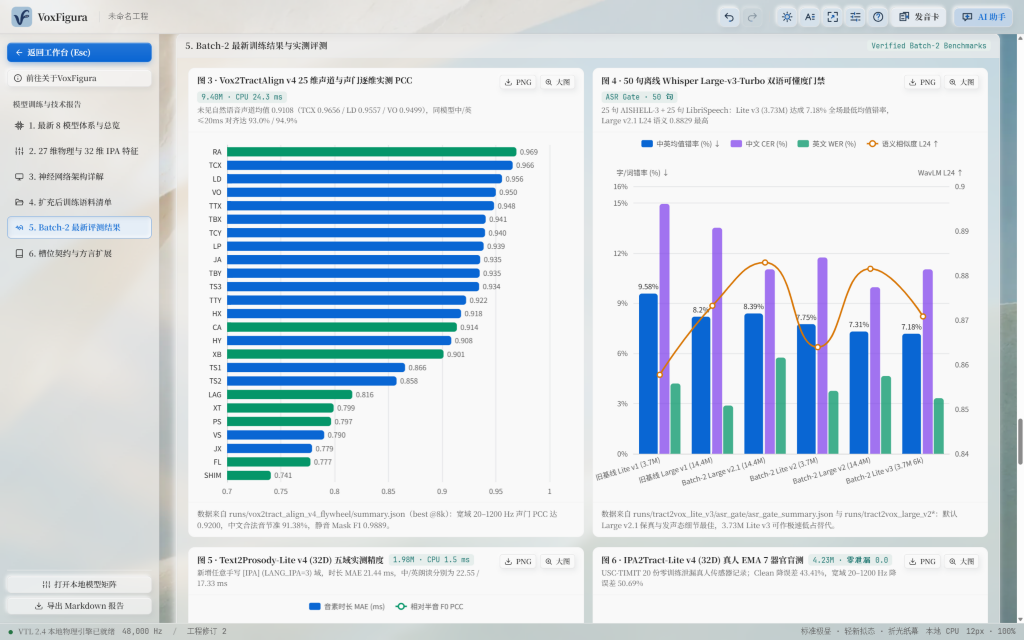 VoxFigura 未命名工程
发音卡 AI 助手
← 返回工作台 (Esc)
前往关于VoxFigura
模型训练与技术报告
1. 最新 8 模型体系与总览
2. 27 维物理与 32 维 IPA 特征
3. 神经网络架构详解
4. 扩充后训练语料清单
5. Batch-2 最新评测结果
6. 槽位契约与方言扩展
打开本地模型矩阵
导出 Markdown 报告
5. Batch-2 最新训练结果与实测评测
Verified Batch-2 Benchmarks
图 3 · Vox2TractAlign v4 25 维声道与声门逐维实测 PCC
PNG 大图
9.40M · CPU 24.3 ms
未见自然语音声道均值 0.9108（TCX 0.9656 / LD 0.9557 / VO 0.9499），同模型中/英
≤20ms 对齐达 93.0% / 94.9%
RA 0.969
TCX 0.966
LD 0.956
VO 0.950
TTX 0.948
TBX 0.941
TCY 0.940
LP 0.939
JA 0.935
TBY 0.935
TS3 0.934
TTY 0.922
HX 0.918
CA 0.914
HY 0.908
XB 0.901
TS1 0.866
TS2 0.858
LAG 0.816
XT 0.799
PS 0.797
VS 0.790
JX 0.779
FL 0.777
SHIM 0.741
0.7 0.75 0.8 0.85 0.9 0.95 1
数据来自 runs/vox2tract_align_v4_flywheel/summary.json（best @8k）：宽域 20–1200 Hz 声门 PCC 达
0.9200，中文合法音节准 91.38%，静音 Mask F1 0.9889。
图 4 · 50 句离线 Whisper Large-v3-Turbo 双语可懂度门禁
PNG 大图
ASR Gate · 50 句
25 句 AISHELL-3 + 25 句 LibriSpeech：Lite v3 (3.73M) 达成 7.18% 全场最低均值错率，
Large v2.1 L24 语义 0.8829 最高
中英均值错率 (%) ↓ 中文 CER (%) 英文 WER (%) 语义相似度 L24 ↑
字/词错率 (%) ↓ WavLM L24 ↑
16% 0.9
15%
0.89
12%
0.88
9%
0.87
6%
0.86
3%
0.85
0% 0.84
9.58% 8.2% 8.39% 7.75% 7.31% 7.18%
旧基线 Lite v1 (3.7M)
旧基线 Large v1 (14.4M)
Batch-2 Large v2.1 (14.4M)
Batch-2 Lite v2 (3.7M)
Batch-2 Large v2 (14.4M)
Batch-2 Lite v3 (3.7M 6k)
数据来自 runs/tract2vox_lite_v3/asr_gate/asr_gate_summary.json 与 runs/tract2vox_large_v2*：默认
Large v2.1 保真与发声态细节最佳，3.73M Lite v3 可作极速低占替代。
图 5 · Text2Prosody-Lite v4 (32D) 五域实测精度
1.98M · CPU 1.5 ms
PNG 大图
新增任意手写 [IPA] (LANG_IPA=3) 域，时长 MAE 21.44 ms，中/英朗读分别为 22.55 /
17.33 ms
音素时长 MAE (ms) 相对半音 F0 PCC
图 6 · IPA2Tract-Lite v4 (32D) 真人 EMA 7 器官盲测
4.23M · 零泄漏 0.0
PNG 大图
USC-TIMIT 20 份零训练泄漏真人传感器记录；Clean 降误差 43.41%，宽域 20–1200 Hz 降
误差 50.69%
VTL 2.4 本地物理引擎已就绪 48,000 Hz / 工程修订 2
标准级显 · 轻新拟态 · 折光纸幕 本地 CPU 12px · 100%